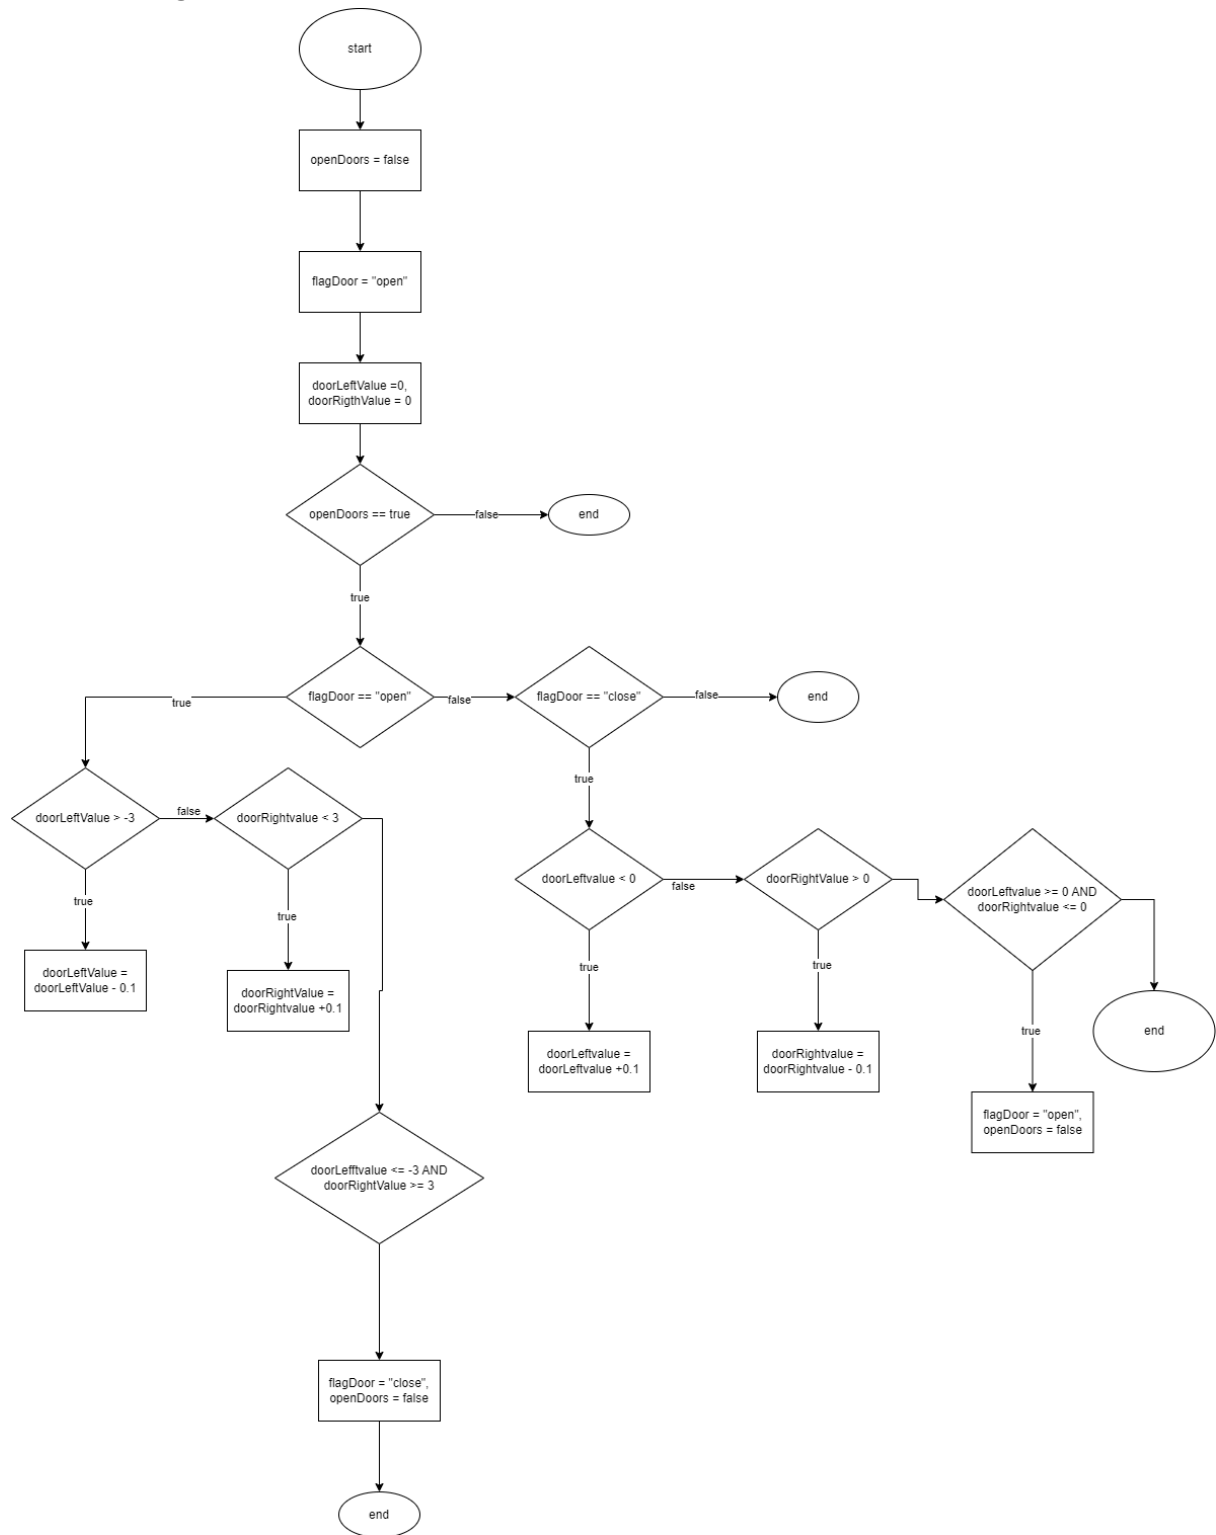 start
openDoors = false
flagDoor = "open"
doorLeftValue =0,
doorRigthValue = 0
openDoors == true
false
end
true
flagDoor == "open"
false
flagDoor == "close"
false
end
true
true
doorLeftValue > -3
false
doorRightvalue < 3
doorLeftvalue < 0
false
doorRightValue > 0
doorLeftvalue >= 0 AND
doorRightvalue <= 0
true
true
doorLeftValue =
doorLeftValue - 0.1
doorRightValue =
doorRightvalue +0.1
true
true
true
end
doorLeftvalue =
doorLeftvalue +0.1
doorRightvalue =
doorRightvalue - 0.1
flagDoor = "open",
openDoors = false
doorLefftvalue <= -3 AND
doorRightValue >= 3
flagDoor = "close",
openDoors = false
end